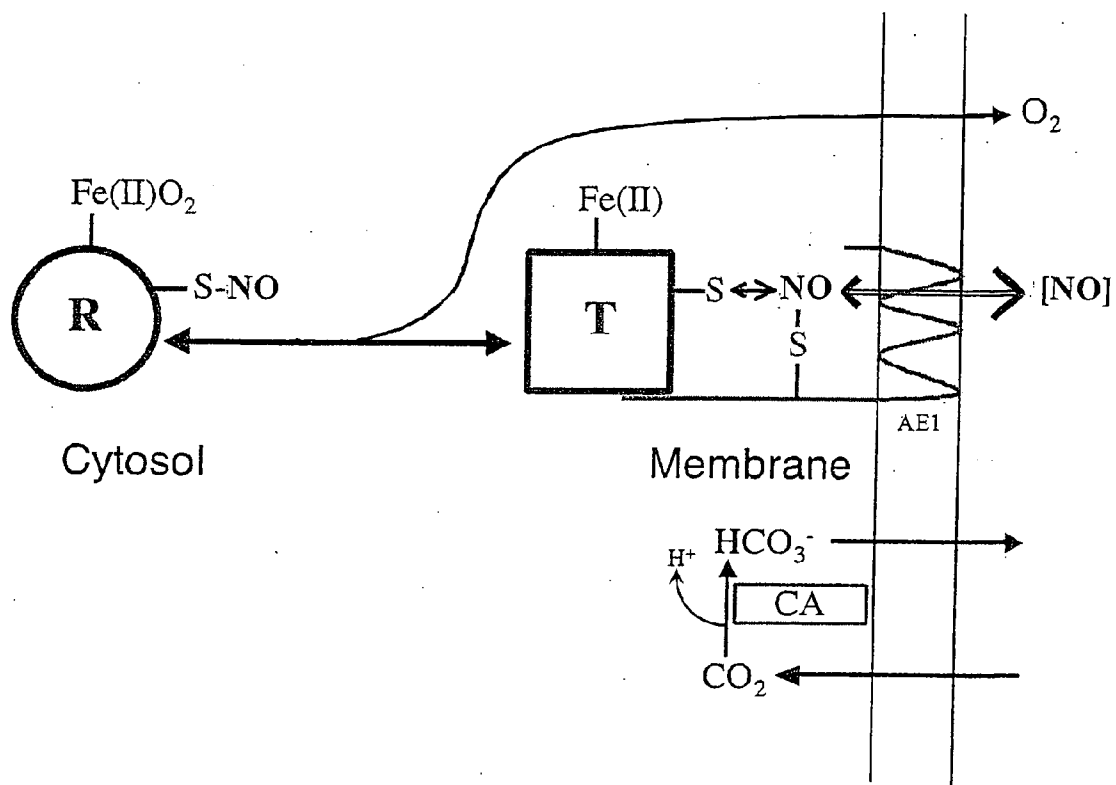 O₂
Fe(II)O₂
Fe(II)
S-NO
S NO [NO]
R
T
S
AE1
Cytosol
Membrane
HCO₃⁻
H⁺
CA
CO₂